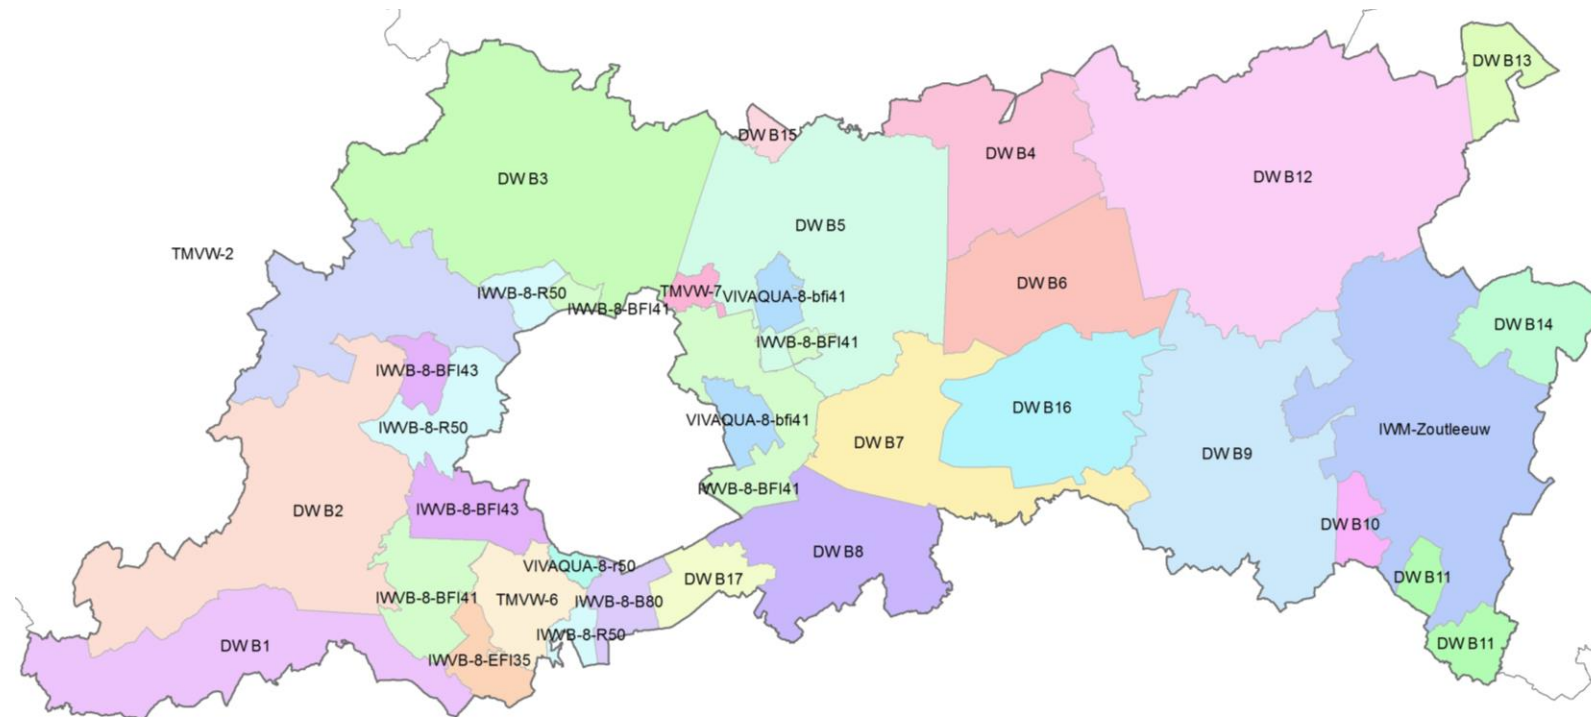 DW B13
DW B15
DW B4
DW B3
DW B12
DW B5
TMVW-2
DW B6
IWVB-8-R50
TMVW-7
VIVAQUA-8-bfi41
IWVB-8-BFI41
DW B14
IWVB-8-BFI41
IWVB-8-BFI43
DW B16
VIVAQUA-8-bfi41
IWVB-8-R50
IWM-Zoutleeuw
DW B7
DW B9
IWVB-8-BFI41
IWVB-8-BFI43
DW B2
DW B10
DW B8
VIVAQUA-8-r50
DW B17
DW B11
IWVB-8-BFI41
TMVW-6
IWVB-8-B80
IWVB-8-R50
DW B1
DW B11
IWVB-8-EFI35